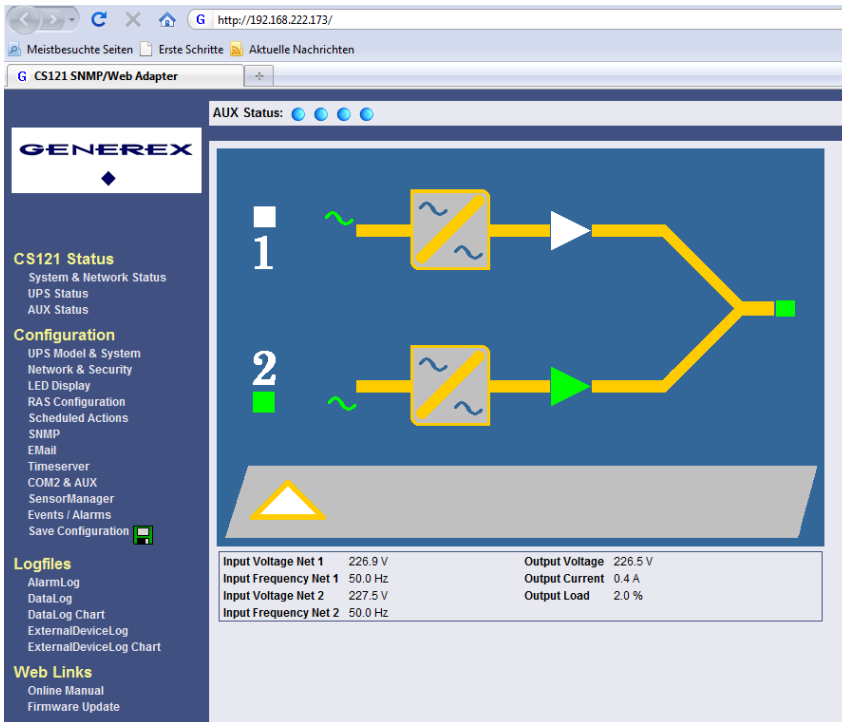 G http://192.168.222.173/
Meistbesuchte Seiten Erste Schritte Aktuelle Nachrichten
G CS121 SNMP/Web Adapter
AUX Status:
GENEREX
CS121 Status
System & Network Status
UPS Status
AUX Status
Configuration
UPS Model & System
Network & Security
LED Display
RAS Configuration
Scheduled Actions
SNMP
EMail
Timeserver
COM2 & AUX
SensorManager
Events / Alarms
Save Configuration
Logfiles
AlarmLog
DataLog
DataLog Chart
ExternalDeviceLog
ExternalDeviceLog Chart
Web Links
Online Manual
Firmware Update
1
2
Input Voltage Net 1 226.9 V Output Voltage 226.5 V
Input Frequency Net 1 50.0 Hz Output Current 0.4 A
Input Voltage Net 2 227.5 V Output Load 2.0 %
Input Frequency Net 2 50.0 Hz